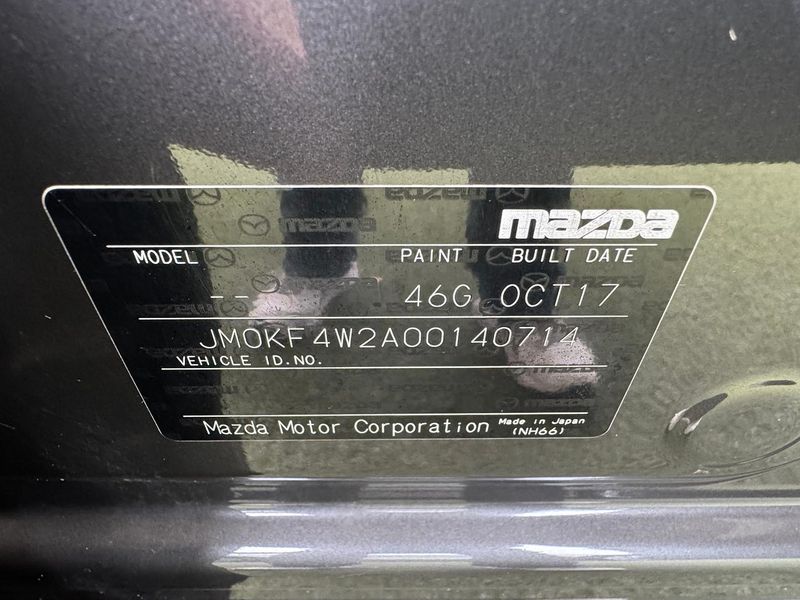 mazda
MODEL PAINT BUILT DATE
-- 46G OCT17
JM0KF4W2A00140714
VEHICLE ID.NO.
Mazda Motor Corporation Made in Japan
(NH66)